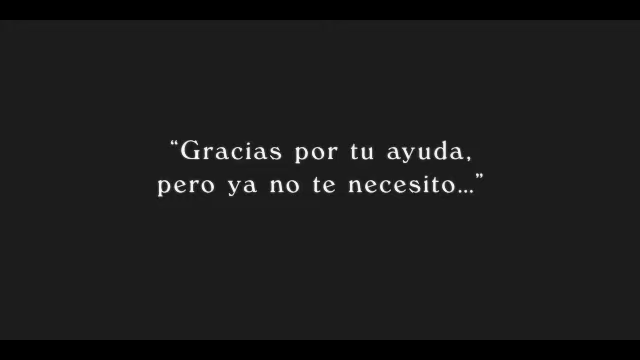 “Gracias por tu ayuda,
pero ya no te necesito...”